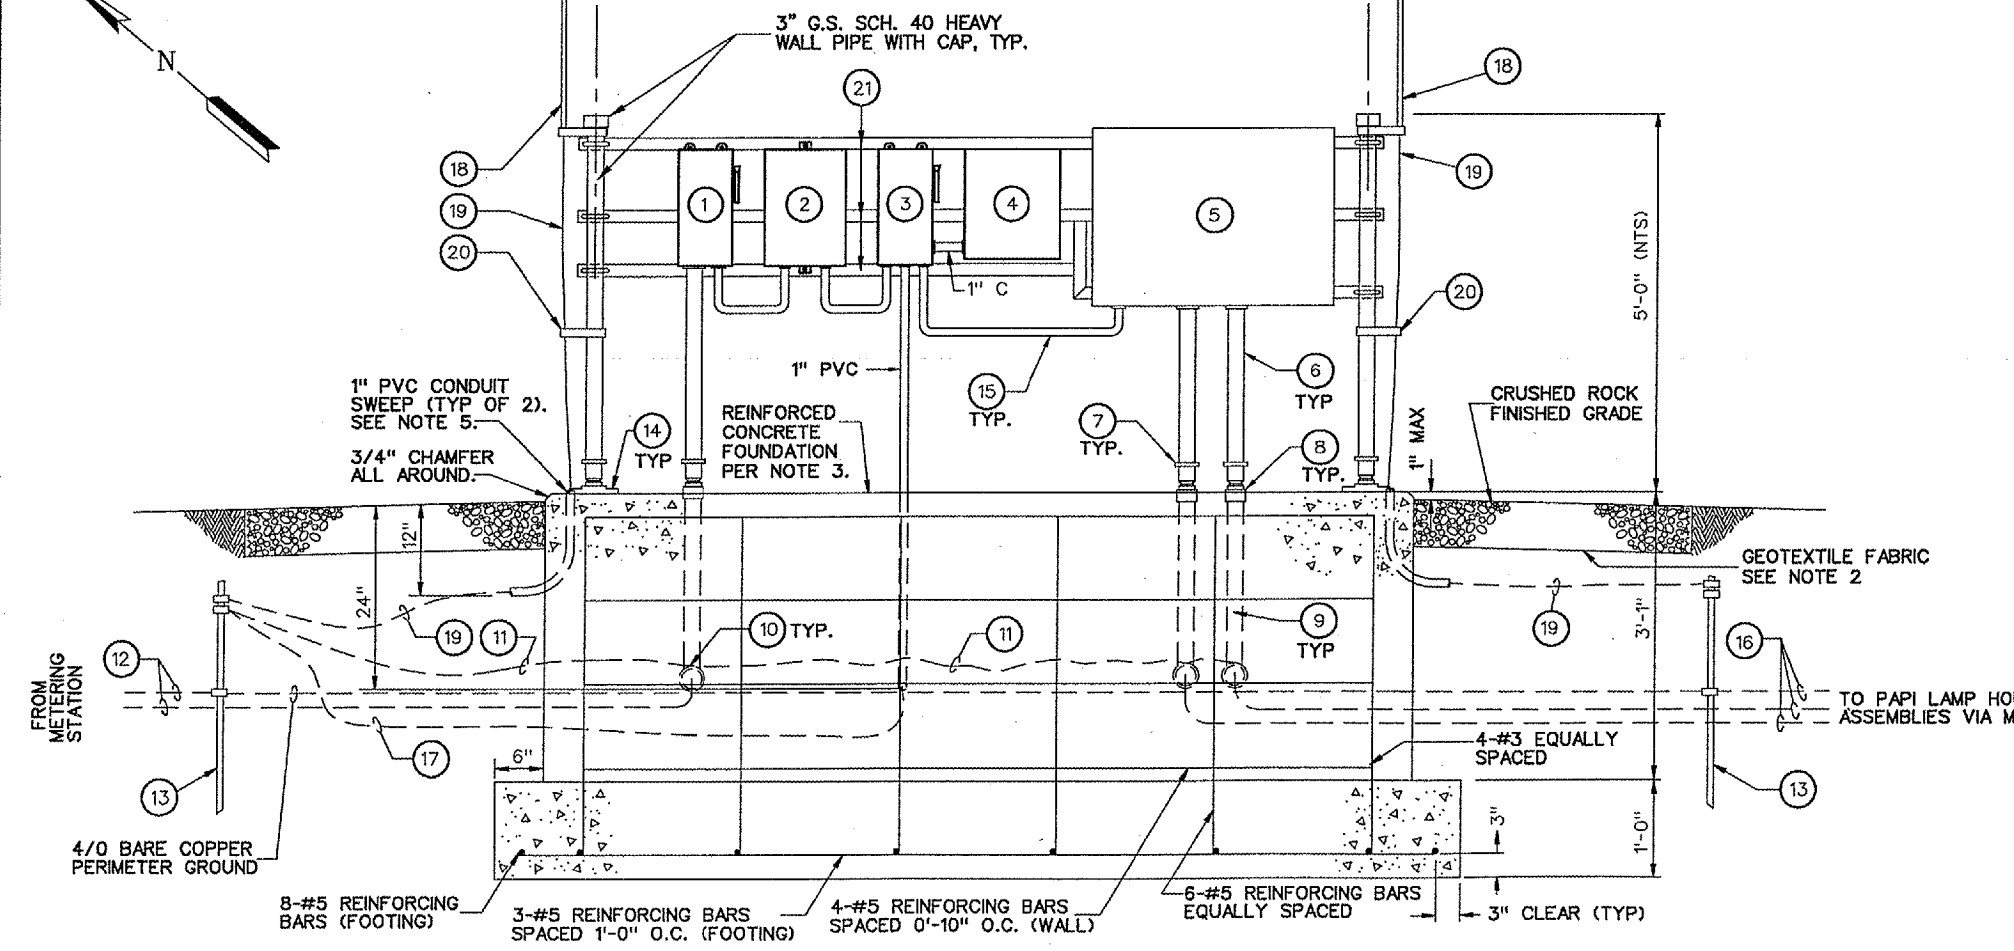 3" G.S. SCH. 40 HEAVY
WALL PIPE WITH CAP, TYP.
N
21
18
18
18
19
19
20
20
1
2
3
4
5
1" C
5'-0" (NTS)
1" PVC
15
TYP.
6
TYP
1" PVC CONDUIT
SWEEP (TYP OF 2).
SEE NOTE 5.
3/4" CHAMFER
ALL AROUND.
14
TYP
REINFORCED
CONCRETE
FOUNDATION
PER NOTE 3.
7
TYP.
8
TYP.
1" MAX
CRUSHED ROCK
FINISHED GRADE
12"
24"
GEOTEXTILE FABRIC
SEE NOTE 2
19
11
10 TYP.
11
9
TYP
19
3'-1"
16
12
FROM
METERING
STATION
TO PAPI LAMP
ASSEMBLIES VIA
17
6"
4-#3 EQUALLY
SPACED
13
13
4/0 BARE COPPER
PERIMETER GROUND
3"
1'-0"
8-#5 REINFORCING
BARS (FOOTING)
3-#5 REINFORCING BARS
SPACED 1'-0" O.C. (FOOTING)
4-#5 REINFORCING BARS
SPACED 0'-10" O.C. (WALL)
6-#5 REINFORCING BARS
EQUALLY SPACED
3" CLEAR (TYP)